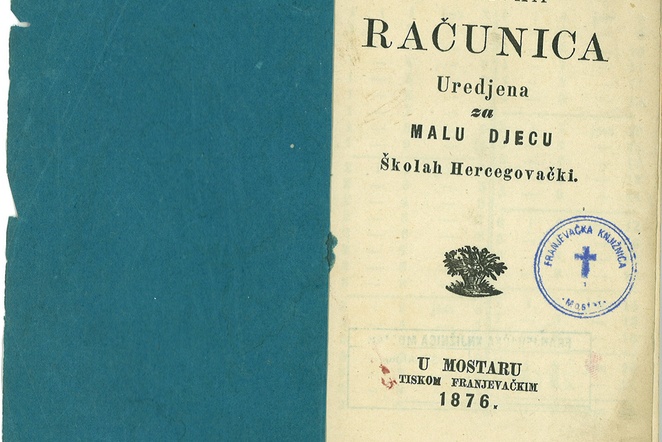 RAČUNICA
Uredjena
za
MALU DJECU
Školah Hercegovački.
FRANJEVAČKA KNJIŽNICA
· Mostar ·
U MOSTARU
TISKOM FRANJEVAČKIM
1876.